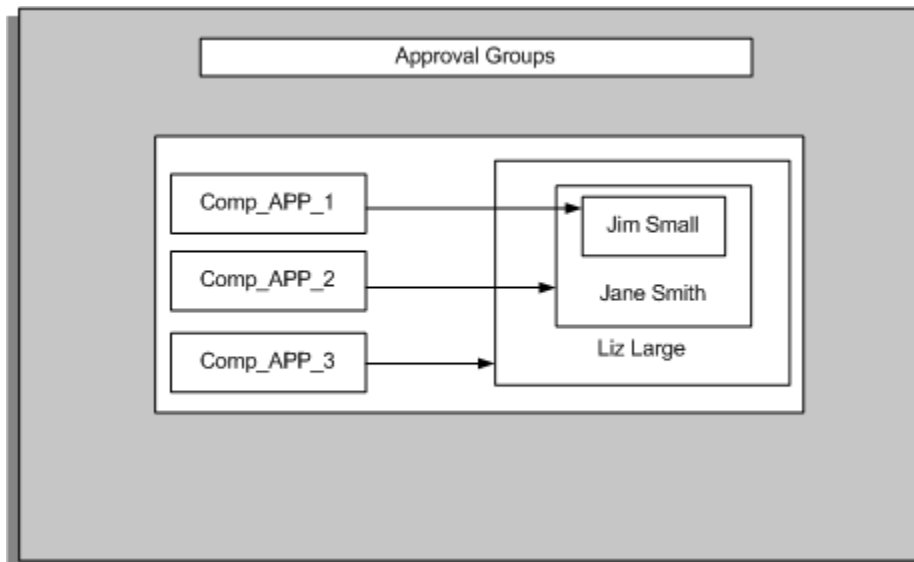 Approval Groups
Comp_APP_1
Jim Small
Comp_APP_2
Jane Smith
Liz Large
Comp_APP_3